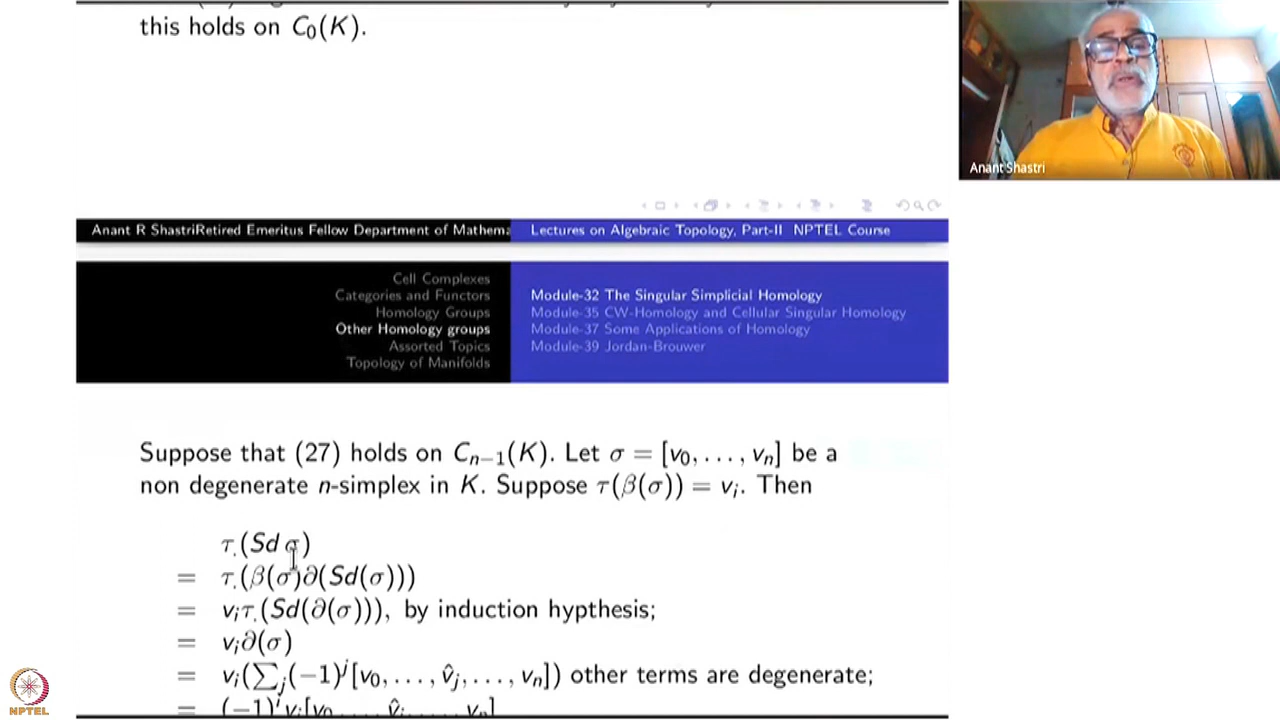 this holds on C₀(K).
Anant Shastri
Anant R ShastriRetired Emeritus Fellow Department of Mathema
Lectures on Algebraic Topology, Part-II NPTEL Course
Cell Complexes
Categories and Functors
Homology Groups
Other Homology groups
Assorted Topics
Topology of Manifolds
Module-32 The Singular Simplicial Homology
Module-35 CW-Homology and Cellular Singular Homology
Module-37 Some Applications of Homology
Module-39 Jordan-Brouwer
Suppose that (27) holds on Cₙ₋₁(K). Let σ = [v₀, . . . , vₙ] be a
non degenerate n-simplex in K. Suppose τ(β(σ)) = vᵢ. Then
τ.(Sd σ)
= τ.(β(σ)∂(Sd(σ)))
= vᵢτ.(Sd(∂(σ))), by induction hypthesis;
= vᵢ∂(σ)
= vᵢ(∑ⱼ(−1)ʲ[v₀, . . . , v̂ⱼ, . . . , vₙ]) other terms are degenerate;
= (−1)ⁱvᵢ[v₀, . . . , v̂ᵢ, . . . , vₙ]
NPTEL